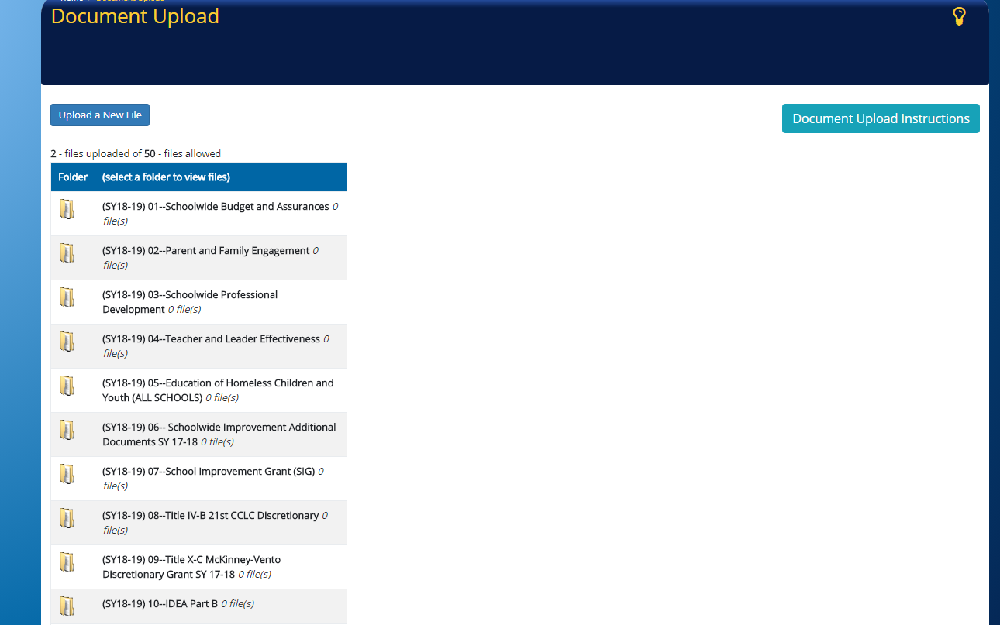 Document Upload
Upload a New File
Document Upload Instructions
2 - files uploaded of 50 - files allowed
Folder (select a folder to view files)
(SY18-19) 01--Schoolwide Budget and Assurances 0
file(s)
(SY18-19) 02--Parent and Family Engagement 0
file(s)
(SY18-19) 03--Schoolwide Professional
Development 0 file(s)
(SY18-19) 04--Teacher and Leader Effectiveness 0
file(s)
(SY18-19) 05--Education of Homeless Children and
Youth (ALL SCHOOLS) 0 file(s)
(SY18-19) 06-- Schoolwide Improvement Additional
Documents SY 17-18 0 file(s)
(SY18-19) 07--School Improvement Grant (SIG) 0
file(s)
(SY18-19) 08--Title IV-B 21st CCLC Discretionary 0
file(s)
(SY18-19) 09--Title X-C McKinney-Vento
Discretionary Grant SY 17-18 0 file(s)
(SY18-19) 10--IDEA Part B 0 file(s)